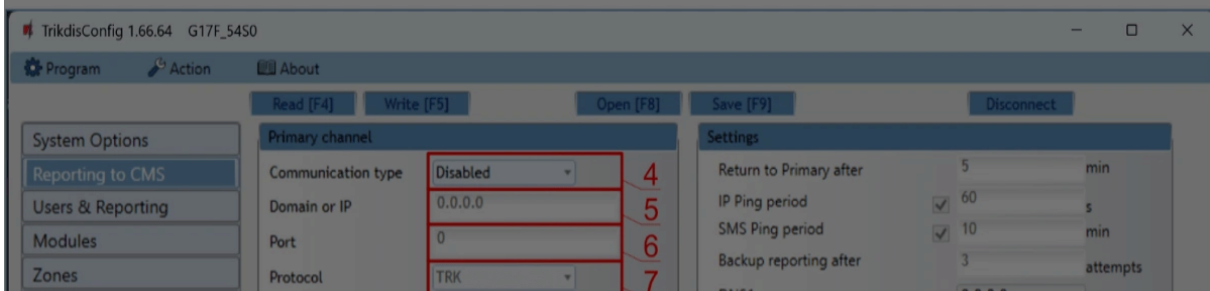 TrikdisConfig 1.66.64 G17F_54S0
Program Action About
Read [F4] Write [F5] Open [F8] Save [F9] Disconnect
System Options
Reporting to CMS
Users & Reporting
Modules
Zones
Primary channel
Communication type Disabled 4
Domain or IP 0.0.0.0 5
Port 0 6
Protocol TRK 7
Settings
Return to Primary after 5 min
IP Ping period 60 s
SMS Ping period 10 min
Backup reporting after 3 attempts